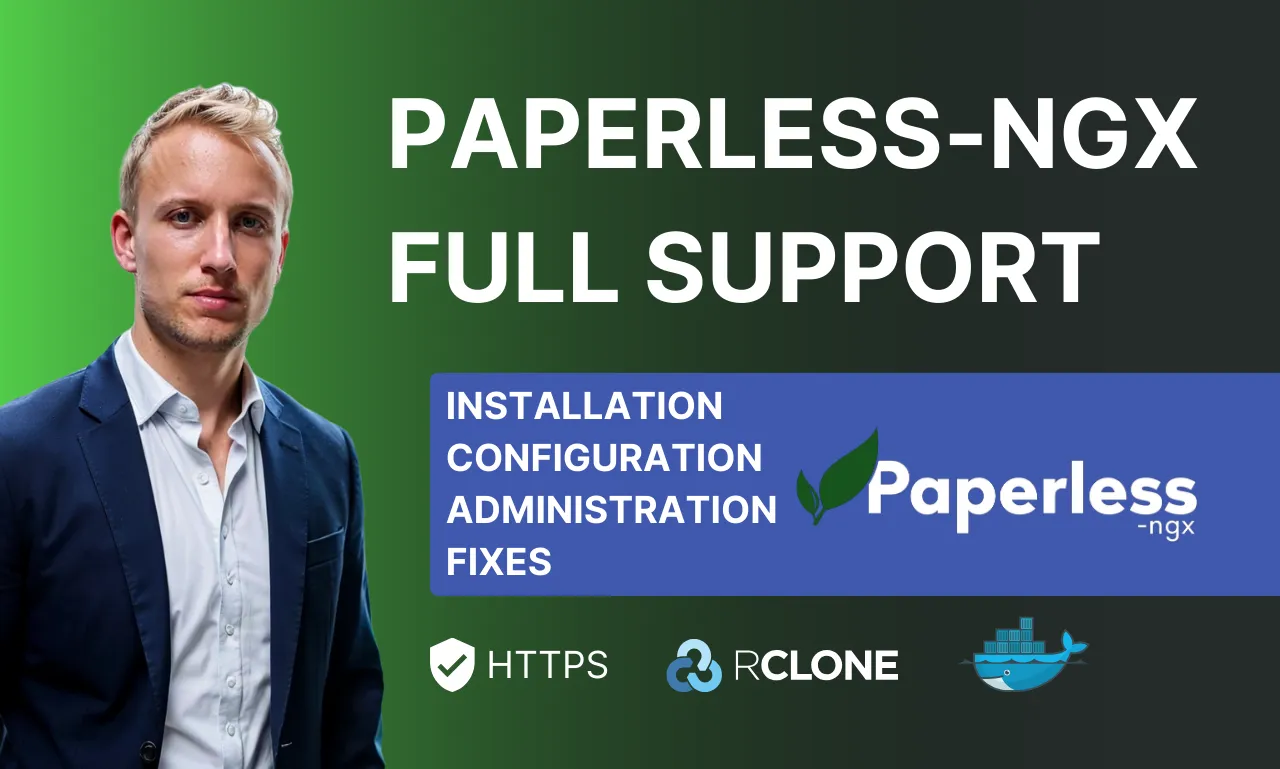 PAPERLESS-NGX
FULL SUPPORT
INSTALLATION
CONFIGURATION
ADMINISTRATION
FIXES
Paperless
-ngx
HTTPS
RCLONE